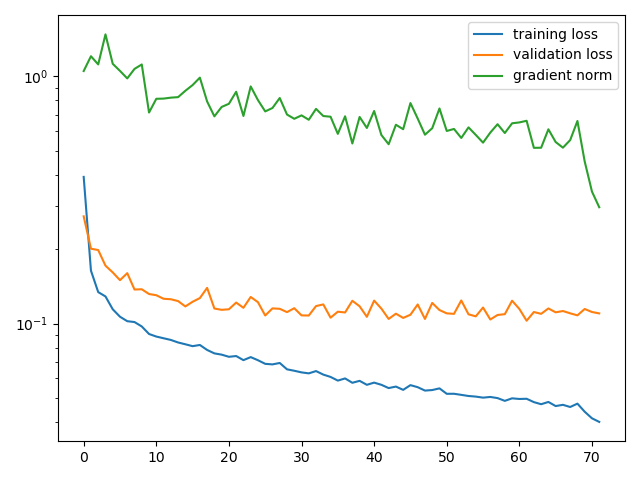 training loss
validation loss
gradient norm
10⁰
10⁻¹
0 10 20 30 40 50 60 70